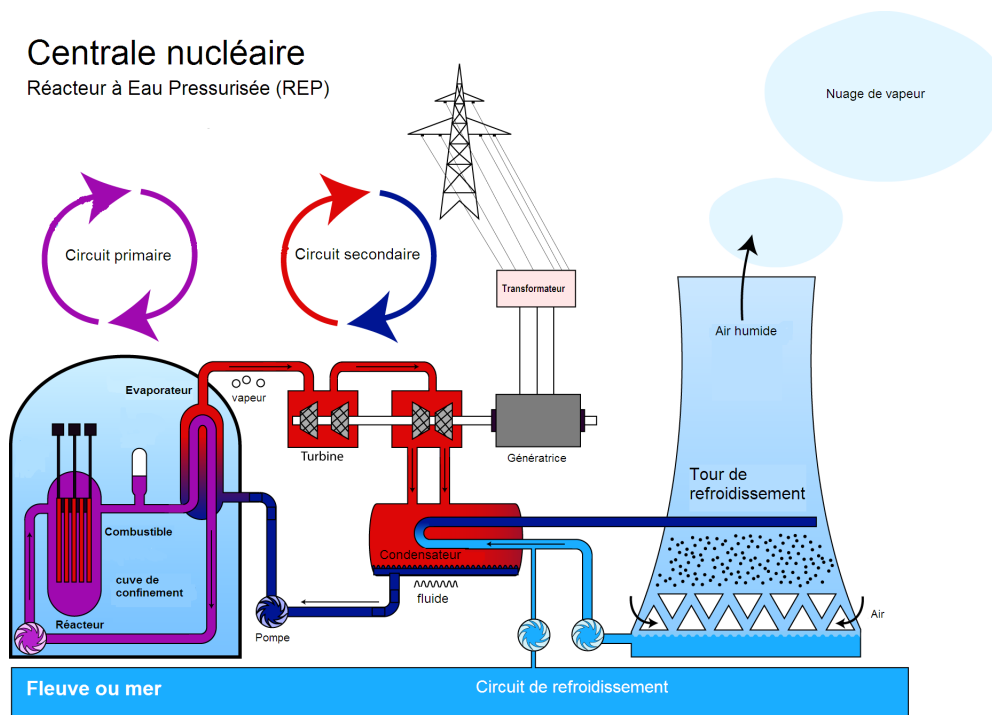 Centrale nucléaire
Réacteur à Eau Pressurisée (REP)
Nuage de vapeur
Circuit primaire
Circuit secondaire
Transformateur
Air humide
Evaporateur
vapeur
Turbine
Génératrice
Tour de
refroidissement
Combustible
Condensateur
cuve de
confinement
fluide
Réacteur
Pompe
Air
Fleuve ou mer
Circuit de refroidissement